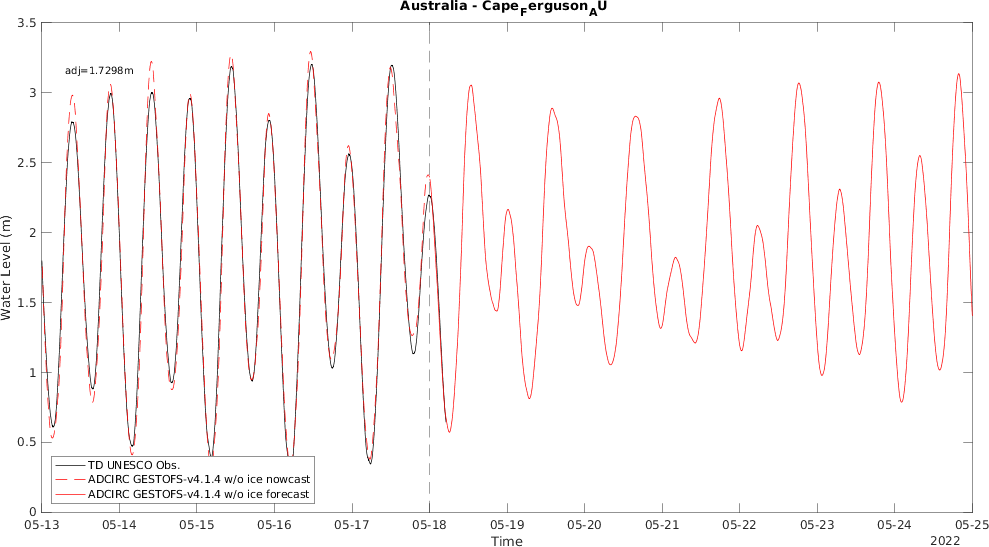 Australia - Cape_Ferguson_AU
3.5
3
2.5
2
1.5
1
0.5
0
Water Level (m)
adj=1.7298m
TD UNESCO Obs.
ADCIRC GESTOFS-v4.1.4 w/o ice nowcast
ADCIRC GESTOFS-v4.1.4 w/o ice forecast
05-13 05-14 05-15 05-16 05-17 05-18 05-19 05-20 05-21 05-22 05-23 05-24 05-25
Time
2022